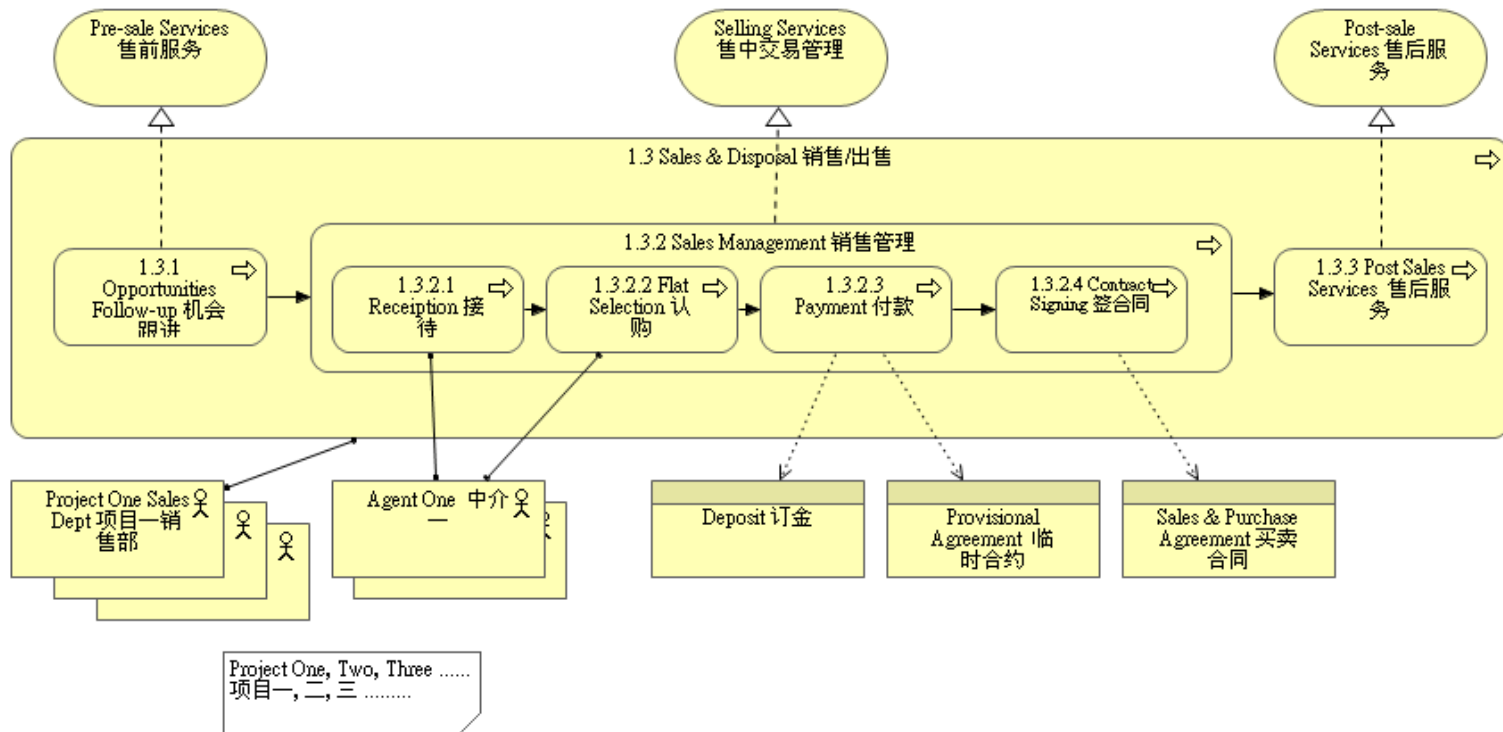 Pre-sale Services
售前服务
Selling Services
售中交易管理
Post-sale
Services 售后服
务
1.3 Sales & Disposal 销售/出售
1.3.2 Sales Management 销售管理
1.3.1
Opportunities
Follow-up 机会
跟进
1.3.2.1
Receiption 接
待
1.3.2.2 Flat
Selection 认
购
1.3.2.3
Payment 付款
1.3.2.4 Contract
Signing 签合同
1.3.3 Post Sales
Services 售后服
务
Project One Sales
Dept 项目一销
售部
Agent One 中介
一
Deposit 订金
Provisional
Agreement 临
时合约
Sales & Purchase
Agreement 买卖
合同
Project One, Two, Three ......
项目一, 二, 三 .........